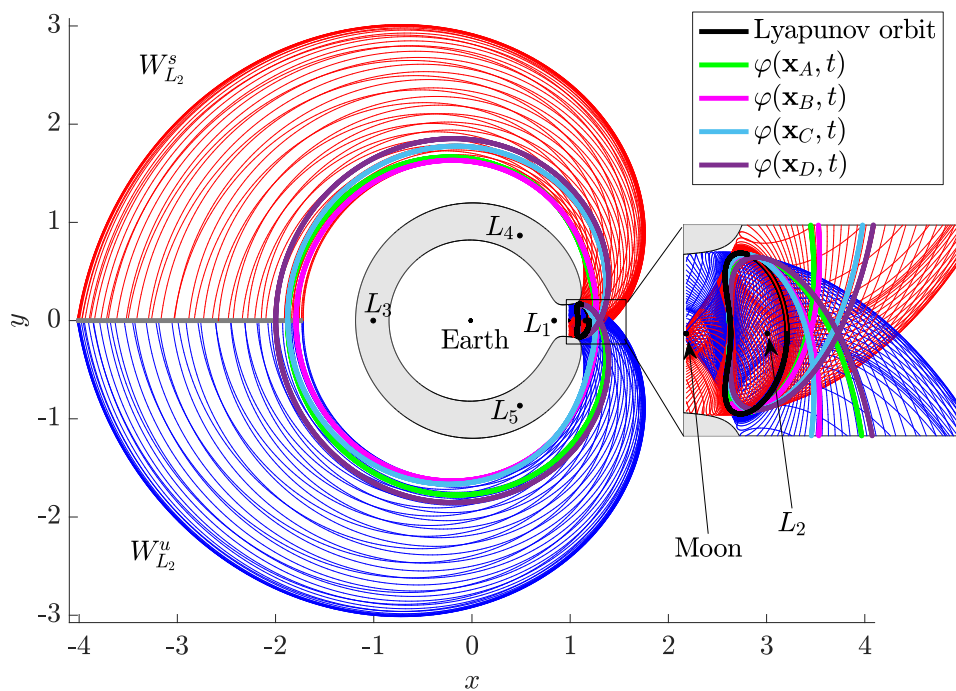 3
2
1
0
-1
-2
-3
y
-4
-3
-2
-1
0
1
2
3
4
x
W^s_{L_2}
W^u_{L_2}
L_4
L_3
L_1
Earth
L_5
Lyapunov orbit
φ(x_A, t)
φ(x_B, t)
φ(x_C, t)
φ(x_D, t)
L_2
Moon